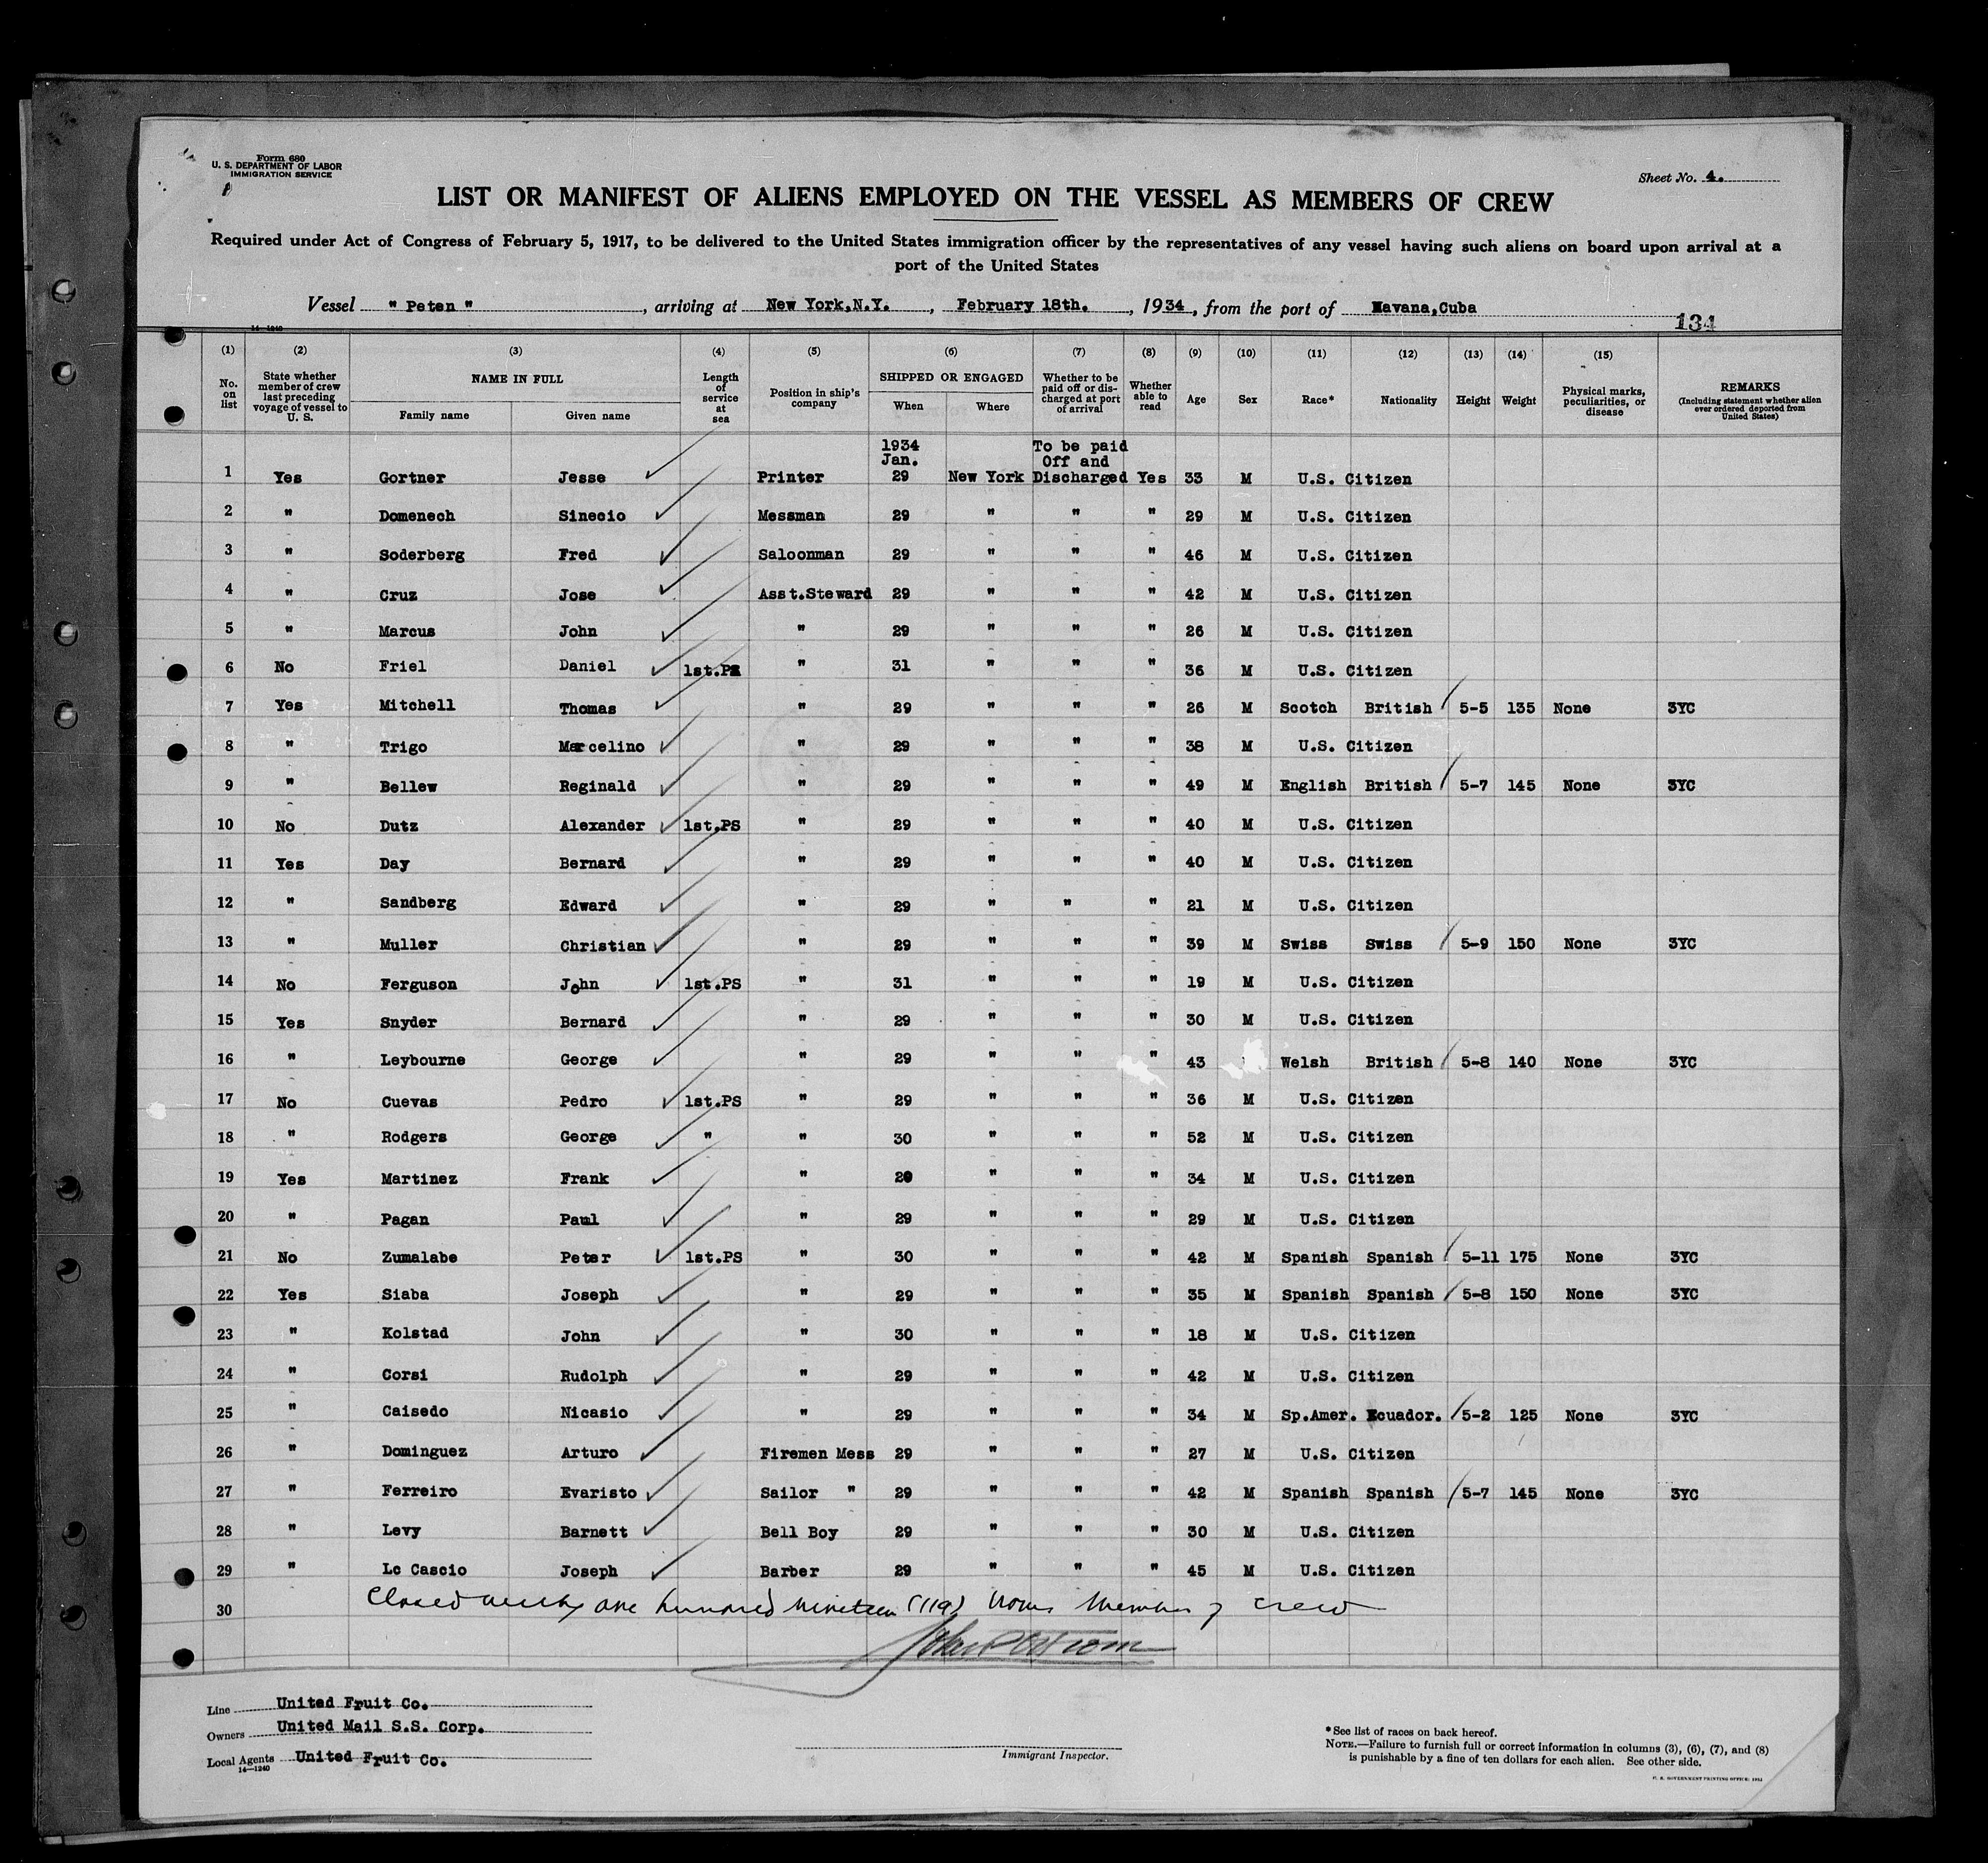 Form 680
U. S. DEPARTMENT OF LABOR
IMMIGRATION SERVICE
Sheet No. 4.
LIST OR MANIFEST OF ALIENS EMPLOYED ON THE VESSEL AS MEMBERS OF CREW
Required under Act of Congress of February 5, 1917, to be delivered to the United States immigration officer by the representatives of any vessel having such aliens on board upon arrival at a
port of the United States
Vessel " Peten " , arriving at New York,N.Y. , February 18th. , 1934 , from the port of Havana,Cuba
134
14-1240
(1) (2) (3) (4) (5) (6) (7) (8) (9) (10) (11) (12) (13) (14) (15)
No. on list | State whether member of crew last preceding voyage of vessel to U. S. | NAME IN FULL Family name Given name | Length of service at sea | Position in ship's company | SHIPPED OR ENGAGED When Where | Whether to be paid off or discharged at port of arrival | Whether able to read | Age | Sex | Race* | Nationality | Height | Weight | Physical marks, peculiarities, or disease | REMARKS (Including statement whether alien ever ordered deported from United States)
1934 To be paid
Jan. Off and
1 Yes Gortner Jesse Printer 29 New York Discharged Yes 33 M U.S. Citizen
2 " Domenech Sinecio Messman 29 " " " 29 M U.S. Citizen
3 " Soderberg Fred Saloonman 29 " " " 46 M U.S. Citizen
4 " Cruz Jose Asst.Steward 29 " " " 42 M U.S. Citizen
5 " Marcus John " 29 " " " 26 M U.S. Citizen
6 No Friel Daniel 1st.PS " 31 " " " 36 M U.S. Citizen
7 Yes Mitchell Thomas " 29 " " " 26 M Scotch British 5-5 135 None 3YC
8 " Trigo Marcelino " 29 " " " 38 M U.S. Citizen
9 " Bellew Reginald " 29 " " " 49 M English British 5-7 145 None 3YC
10 No Dutz Alexander 1st.PS " 29 " " " 40 M U.S. Citizen
11 Yes Day Bernard " 29 " " " 40 M U.S. Citizen
12 " Sandberg Edward " 29 " " " 21 M U.S. Citizen
13 " Muller Christian " 29 " " " 39 M Swiss Swiss 5-9 150 None 3YC
14 No Ferguson John 1st.PS " 31 " " " 19 M U.S. Citizen
15 Yes Snyder Bernard " 29 " " " 30 M U.S. Citizen
16 " Leybourne George " 29 " " " 43 Welsh British 5-8 140 None 3YC
17 No Cuevas Pedro 1st.PS " 29 " " " 36 M U.S. Citizen
18 " Rodgers George " " 30 " " " 52 M U.S. Citizen
19 Yes Martinez Frank " 29 " " " 34 M U.S. Citizen
20 " Pagan Paul " 29 " " " 29 M U.S. Citizen
21 No Zumalabe Peter 1st.PS " 30 " " " 42 M Spanish Spanish 5-11 175 None 3YC
22 Yes Siaba Joseph " 29 " " " 35 M Spanish Spanish 5-8 150 None 3YC
23 " Kolstad John " 30 " " " 18 M U.S. Citizen
24 " Corsi Rudolph " 29 " " " 42 M U.S. Citizen
25 " Caisedo Nicasio " 29 " " " 34 M Sp.Amer. Ecuador. 5-2 125 None 3YC
26 " Dominguez Arturo Firemen Mess 29 " " " 27 M U.S. Citizen
27 " Ferreiro Evaristo Sailor " 29 " " " 42 M Spanish Spanish 5-7 145 None 3YC
28 " Levy Barnett Bell Boy 29 " " " 30 M U.S. Citizen
29 " Lo Cascio Joseph Barber 29 " " " 45 M U.S. Citizen
30 Closed one hundred nineteen (119) crew
Line United Fruit Co.
Owners United Mail S.S. Corp.
Local Agents United Fruit Co.
14—1240
Immigrant Inspector.
*See list of races on back hereof.
NOTE.—Failure to furnish full or correct information in columns (3), (6), (7), and (8)
is punishable by a fine of ten dollars for each alien. See other side.